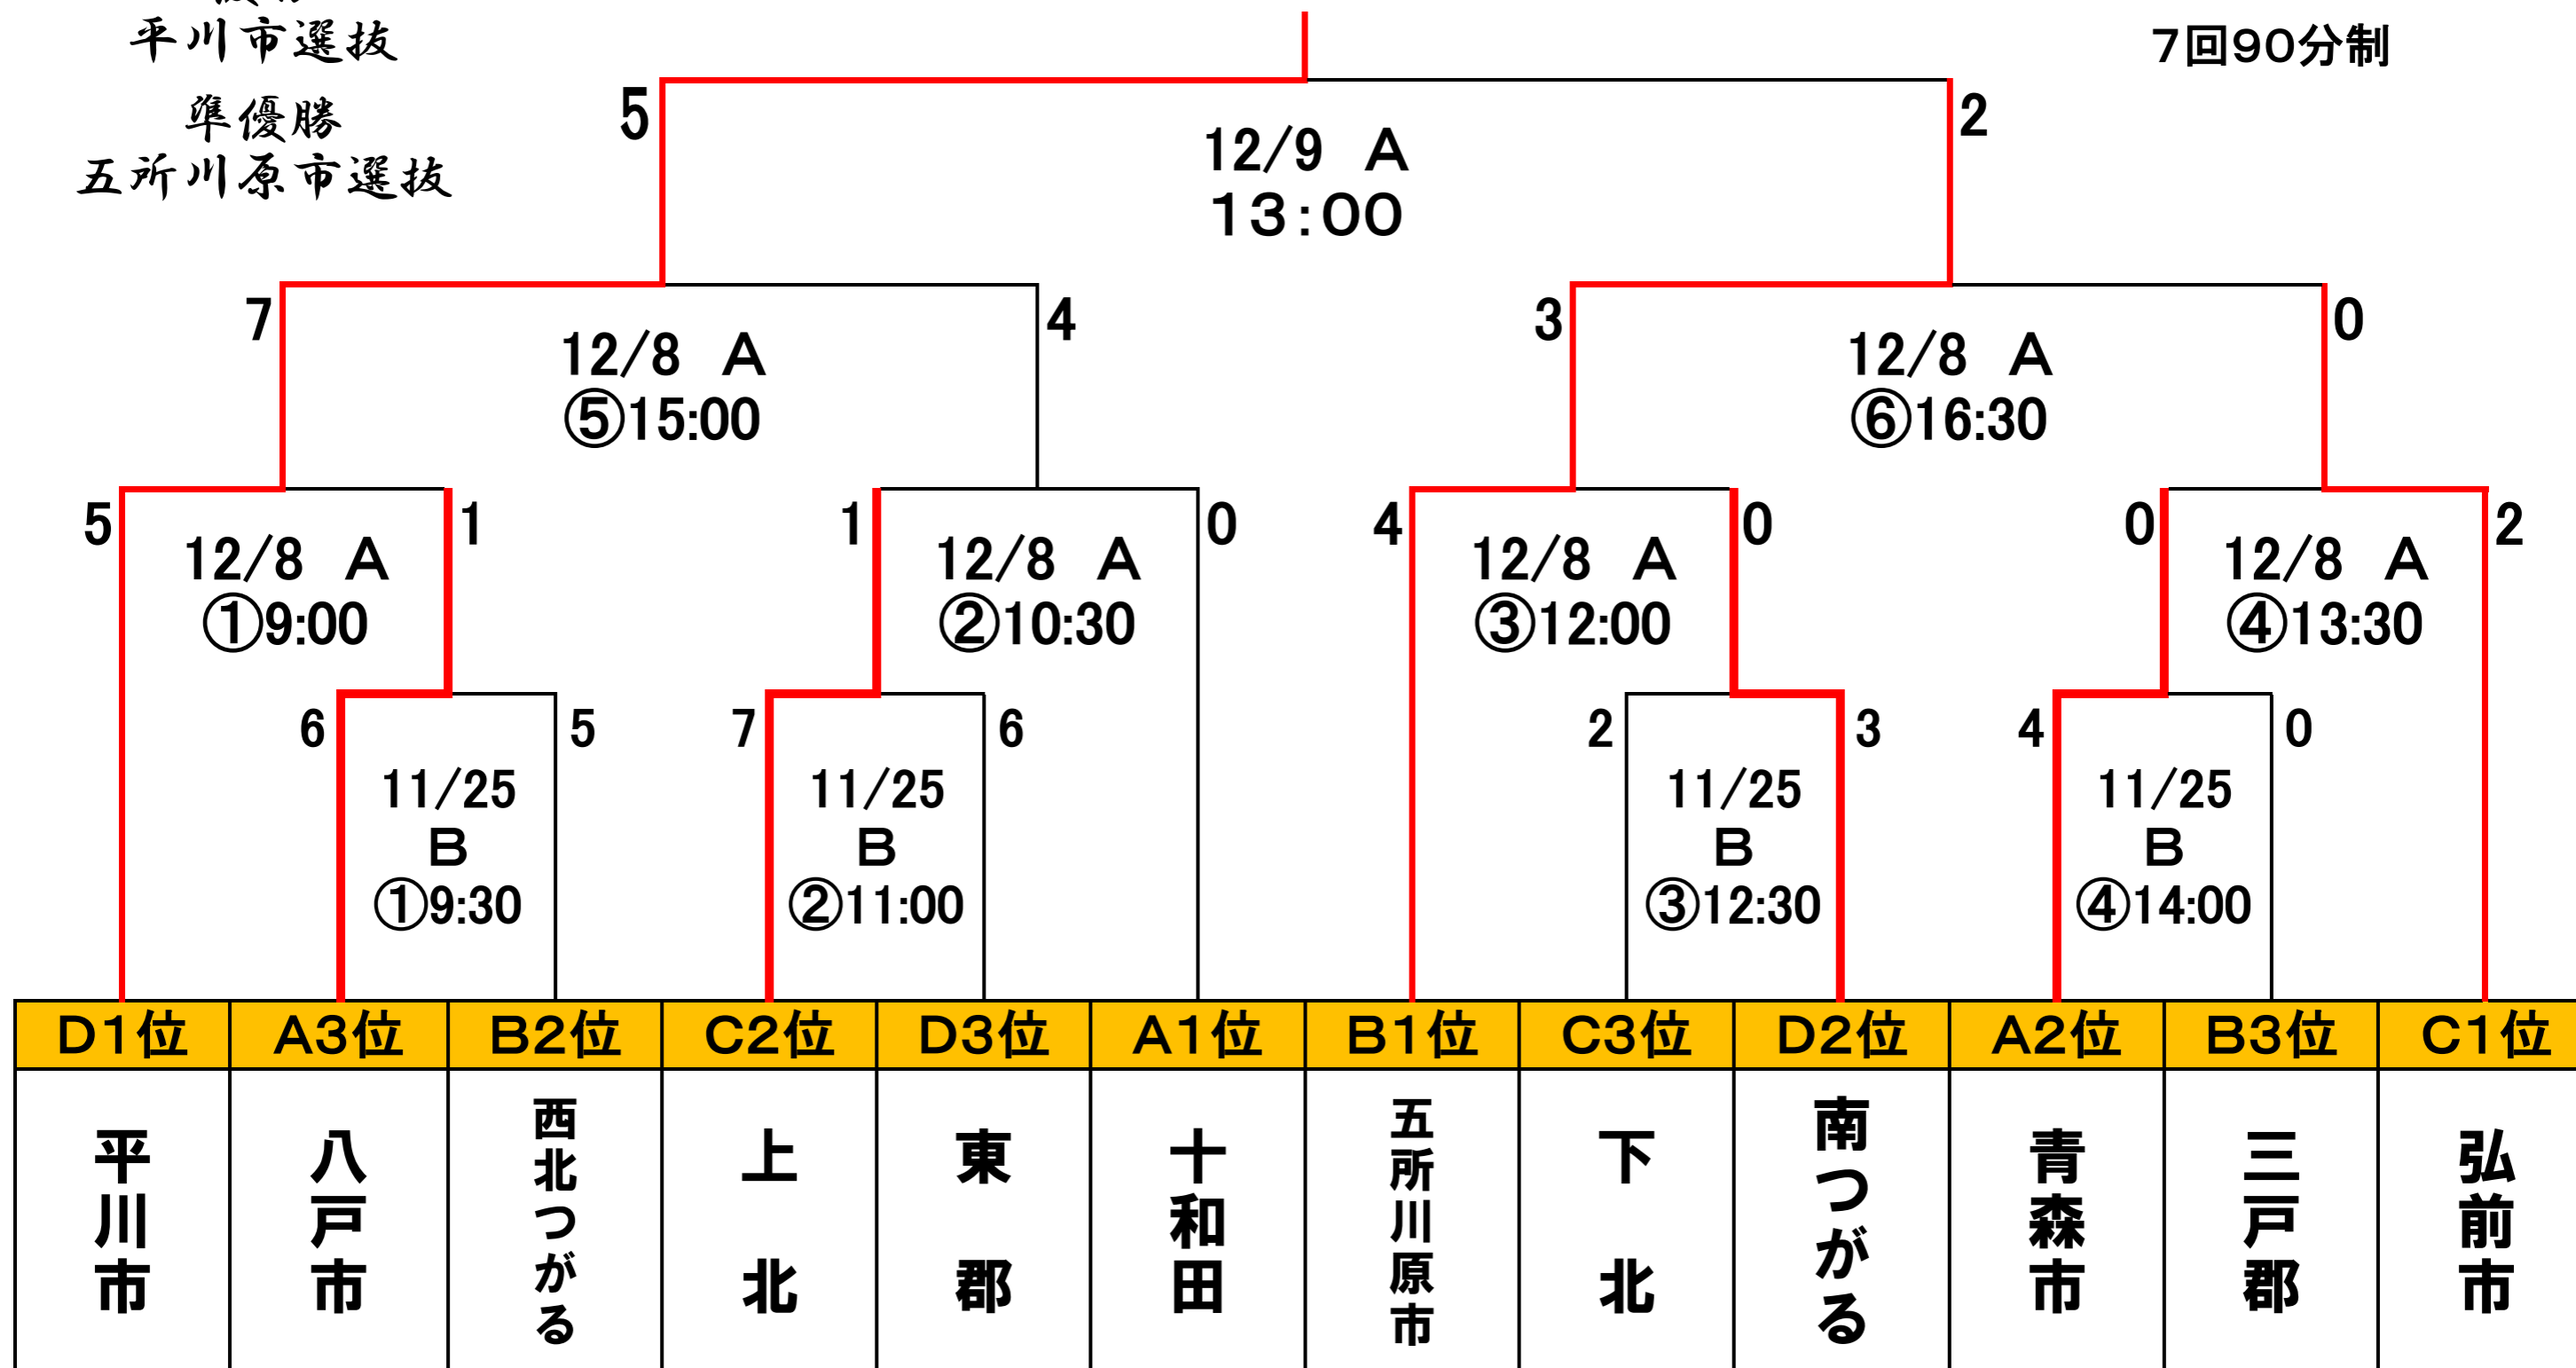 平川市選抜
準優勝
五所川原市選抜
7回90分制
5
2
12/9 A
13:00
7
4
3
0
12/8 A
⑤15:00
12/8 A
⑥16:30
5
1
1
0
4
0
0
2
12/8 A
①9:00
12/8 A
②10:30
12/8 A
③12:00
12/8 A
④13:30
6
5
7
6
2
3
4
0
11/25
B
①9:30
11/25
B
②11:00
11/25
B
③12:30
11/25
B
④14:00
D1位
A3位
B2位
C2位
D3位
A1位
B1位
C3位
D2位
A2位
B3位
C1位
平川市
八戸市
西北つがる
上北
東郡
十和田
五所川原市
下北
南つがる
青森市
三戸郡
弘前市